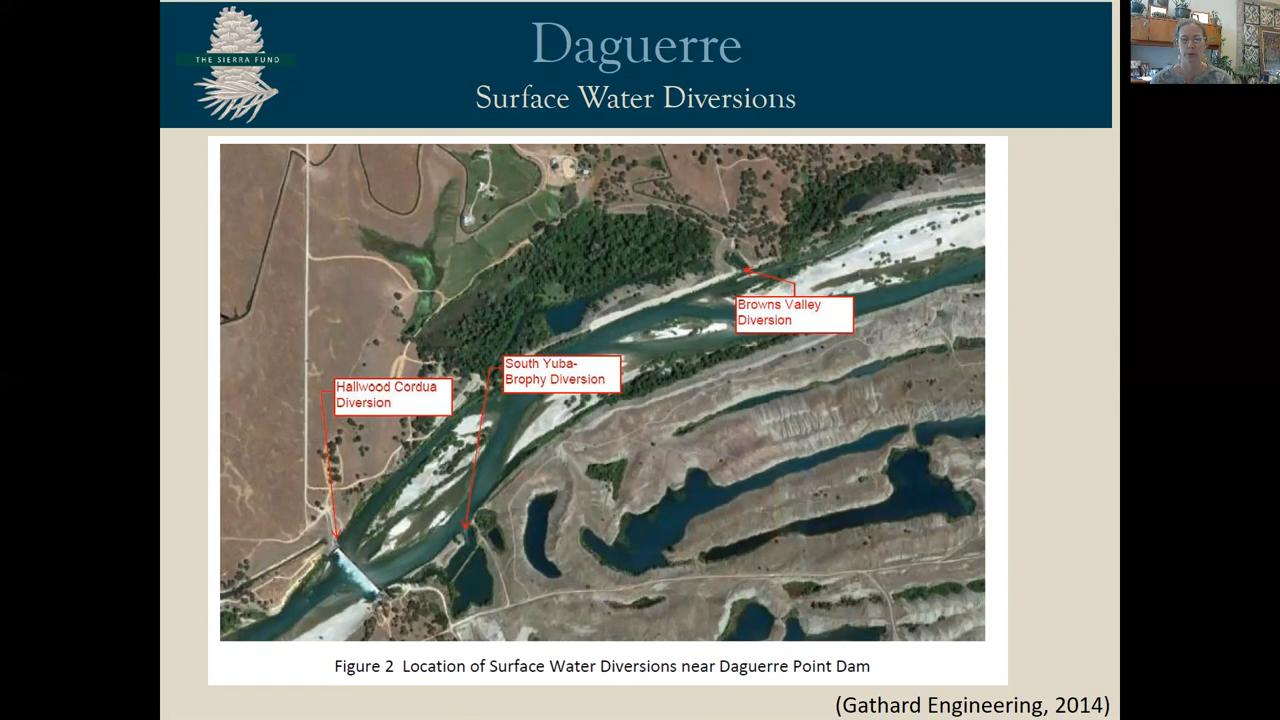 THE SIERRA FUND
Daguerre
Surface Water Diversions
Browns Valley
Diversion
South Yuba-
Brophy Diversion
Hallwood Cordua
Diversion
Figure 2 Location of Surface Water Diversions near Daguerre Point Dam
(Gathard Engineering, 2014)